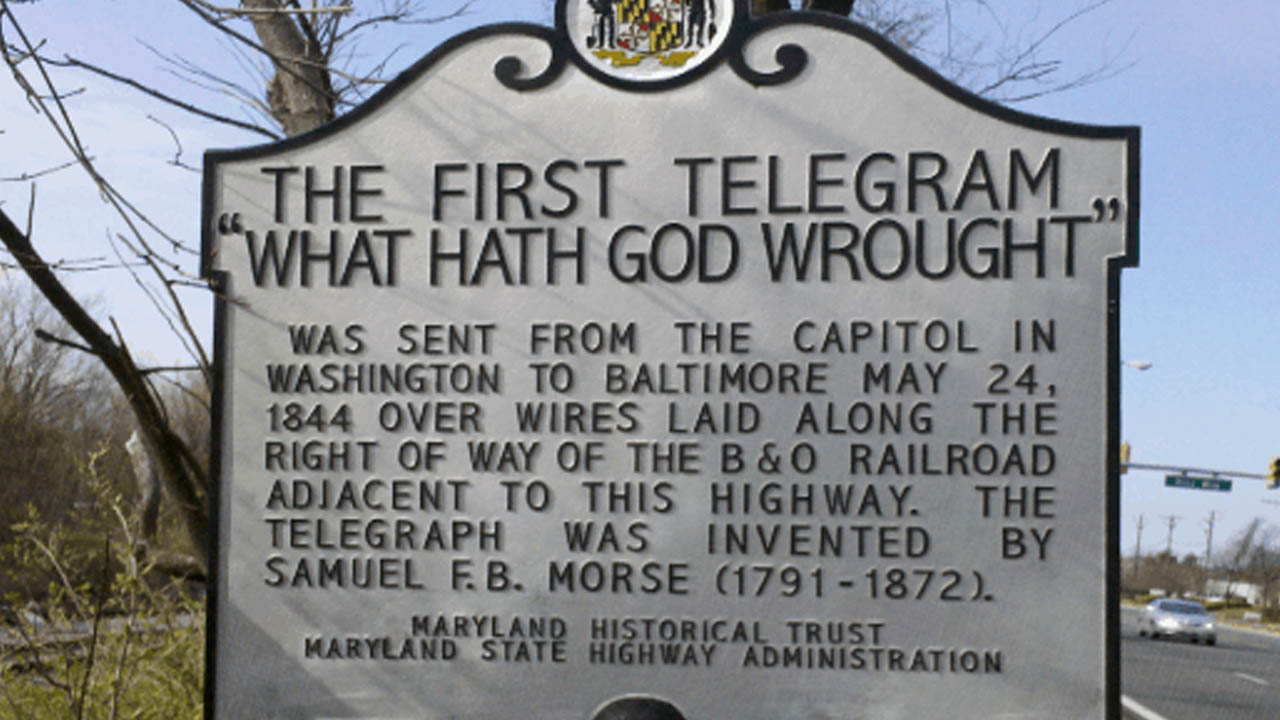 THE FIRST TELEGRAM
“WHAT HATH GOD WROUGHT”
WAS SENT FROM THE CAPITOL IN
WASHINGTON TO BALTIMORE MAY 24,
1844 OVER WIRES LAID ALONG THE
RIGHT OF WAY OF THE B&O RAILROAD
ADJACENT TO THIS HIGHWAY. THE
TELEGRAPH WAS INVENTED BY
SAMUEL F.B. MORSE (1791-1872).
MARYLAND HISTORICAL TRUST
MARYLAND STATE HIGHWAY ADMINISTRATION